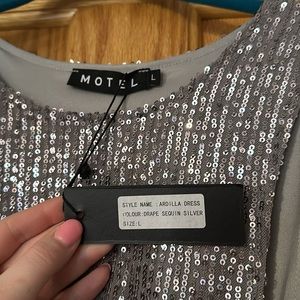 MOTEL L
STYLE NAME :ARDILLA DRESS
COLOUR:DRAPE SEQUIN SILVER
SIZE:L